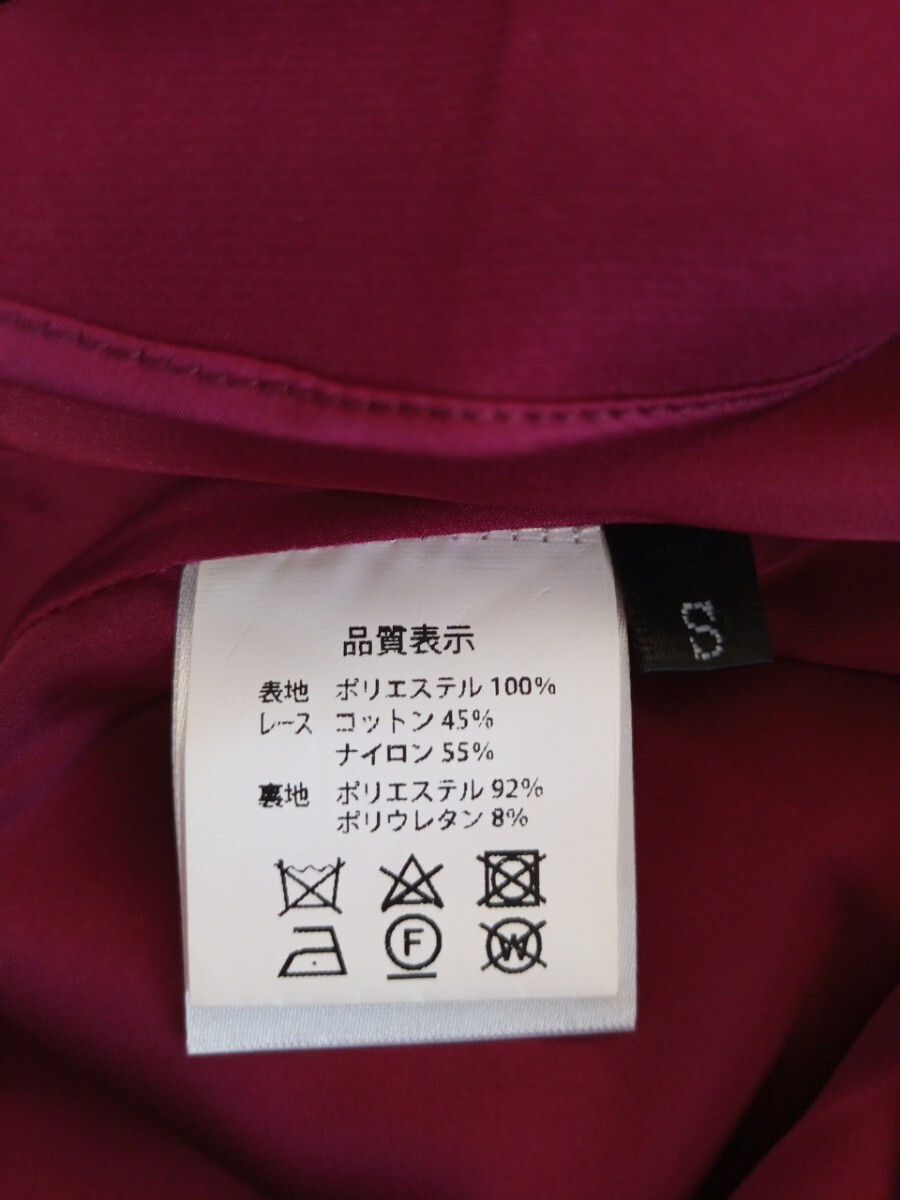 品質表示
表地 ポリエステル 100%
レース コットン 45%
ナイロン 55%
裏地 ポリエステル 92%
ポリウレタン 8%
F
W
S